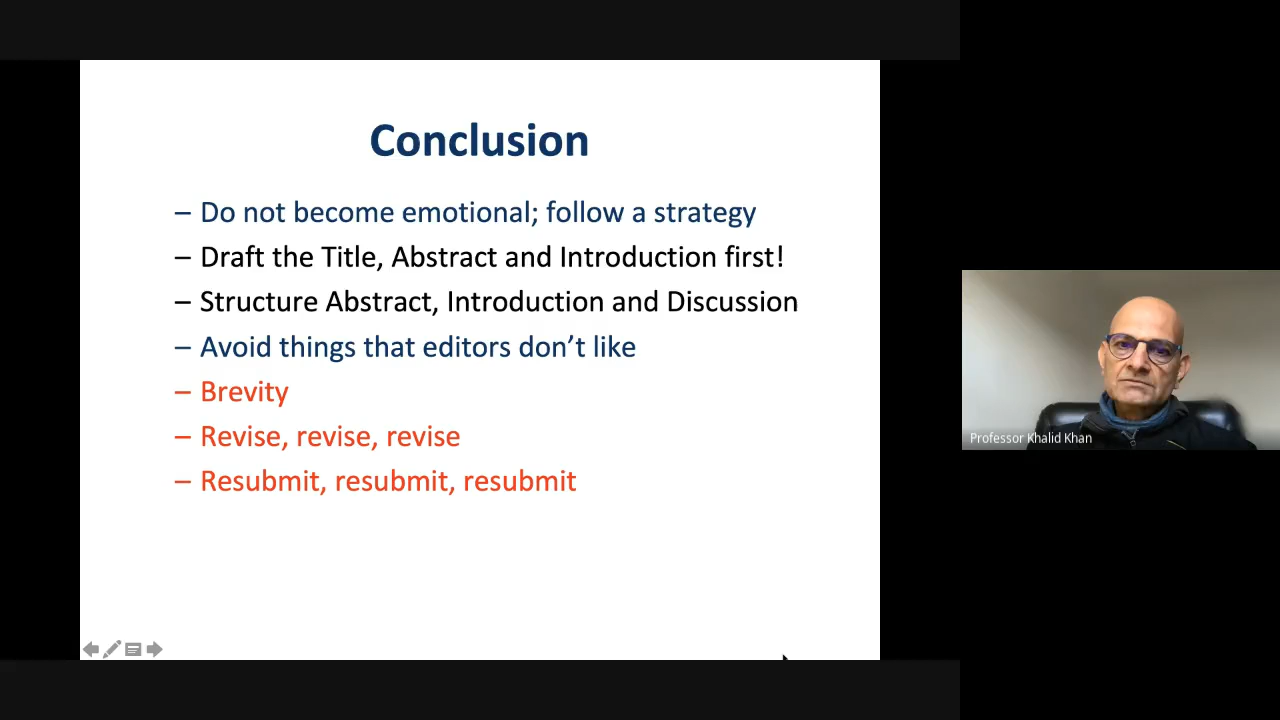 Conclusion
– Do not become emotional; follow a strategy
– Draft the Title, Abstract and Introduction first!
– Structure Abstract, Introduction and Discussion
– Avoid things that editors don’t like
– Brevity
– Revise, revise, revise
– Resubmit, resubmit, resubmit
Professor Khalid Khan